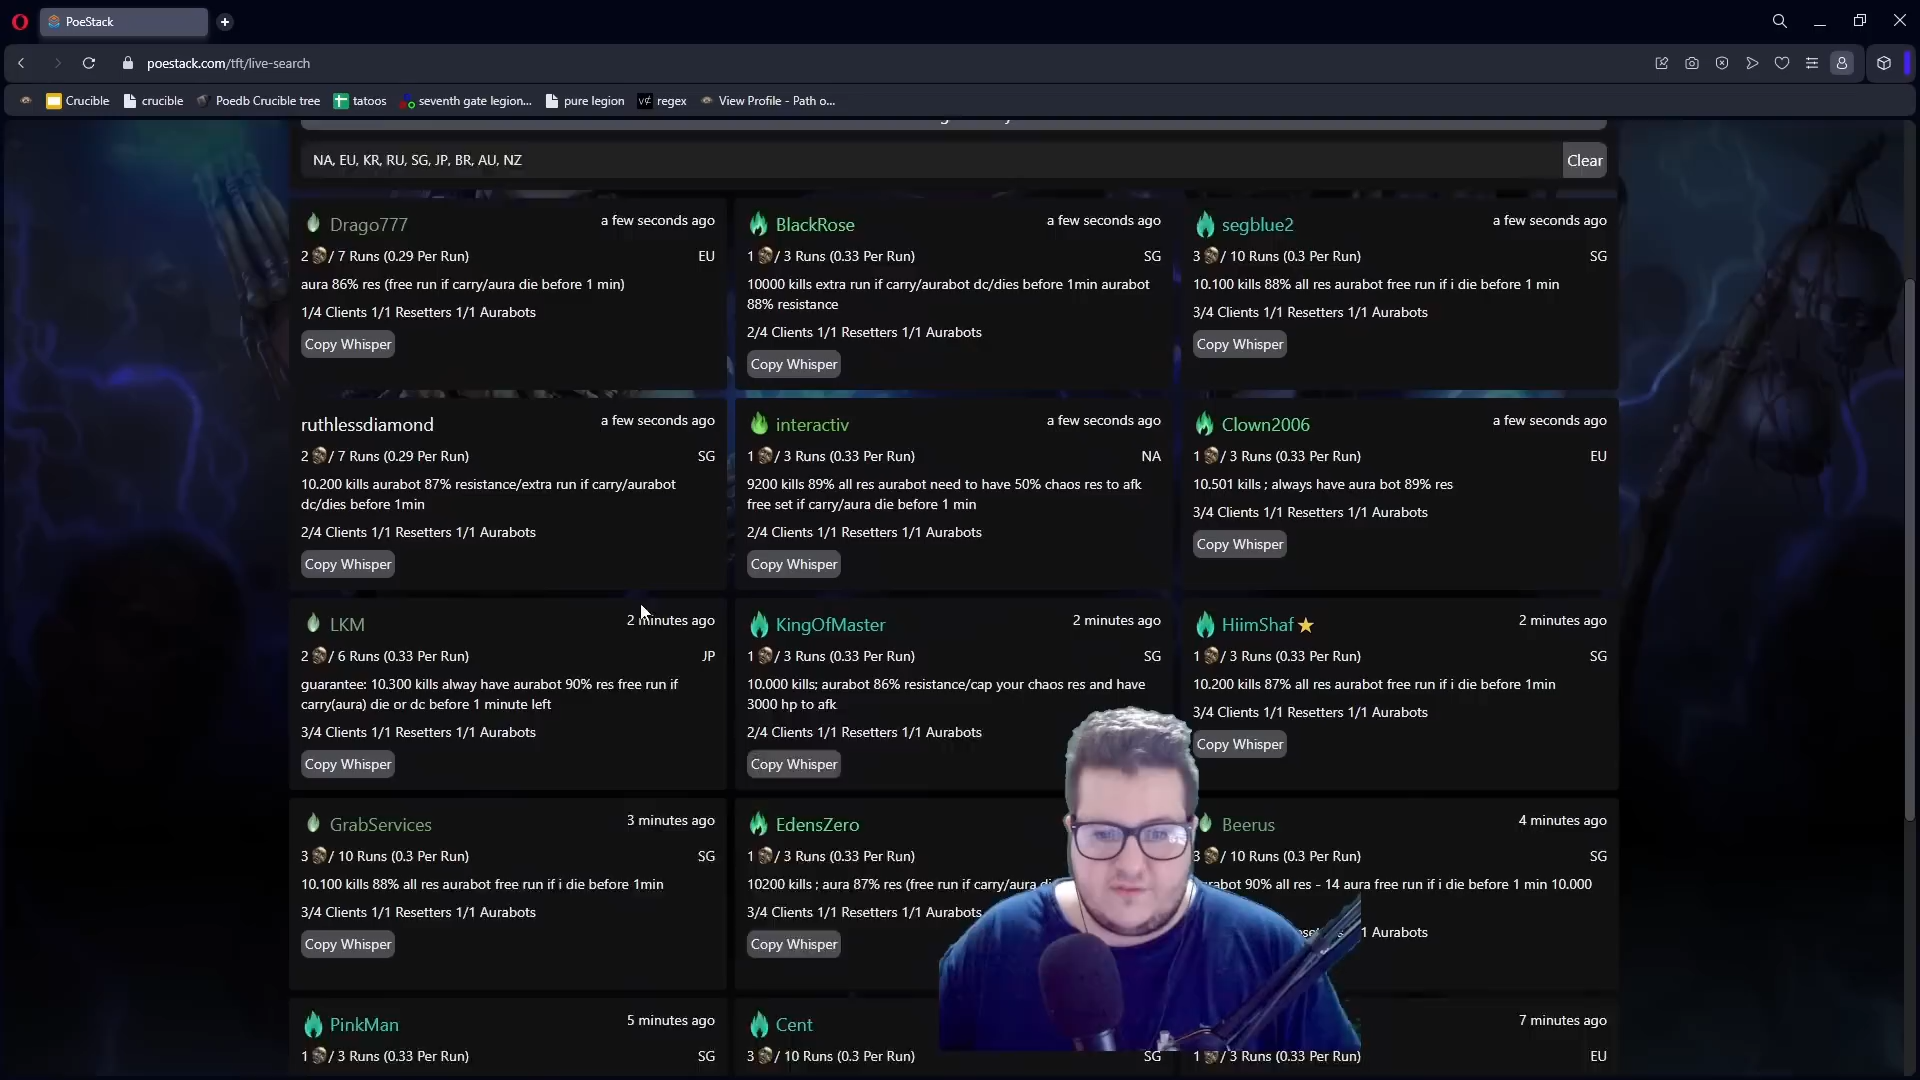 PoeStack
poestack.com/tft/live-search
Crucible crucible Poedb Crucible tree tatoos seventh gate legion... pure legion regex View Profile - Path o...
NA, EU, KR, RU, SG, JP, BR, AU, NZ
Clear
Drago777 a few seconds ago
2 / 7 Runs (0.29 Per Run) EU
aura 86% res (free run if carry/aura die before 1 min)
1/4 Clients 1/1 Resetters 1/1 Aurabots
Copy Whisper
BlackRose a few seconds ago
1 / 3 Runs (0.33 Per Run) SG
10000 kills extra run if carry/aurabot dc/dies before 1min aurabot
88% resistance
2/4 Clients 1/1 Resetters 1/1 Aurabots
Copy Whisper
segblue2 a few seconds ago
3 / 10 Runs (0.3 Per Run) SG
10.100 kills 88% all res aurabot free run if i die before 1 min
3/4 Clients 1/1 Resetters 1/1 Aurabots
Copy Whisper
ruthlessdiamond a few seconds ago
2 / 7 Runs (0.29 Per Run) SG
10.200 kills aurabot 87% resistance/extra run if carry/aurabot
dc/dies before 1min
2/4 Clients 1/1 Resetters 1/1 Aurabots
Copy Whisper
interactiv a few seconds ago
1 / 3 Runs (0.33 Per Run) NA
9200 kills 89% all res aurabot need to have 50% chaos res to afk
free set if carry/aura die before 1 min
2/4 Clients 1/1 Resetters 1/1 Aurabots
Copy Whisper
Clown2006 a few seconds ago
1 / 3 Runs (0.33 Per Run) EU
10.501 kills ; always have aura bot 89% res
3/4 Clients 1/1 Resetters 1/1 Aurabots
Copy Whisper
LKM 2 minutes ago
2 / 6 Runs (0.33 Per Run) JP
guarantee: 10.300 kills alway have aurabot 90% res free run if
carry(aura) die or dc before 1 minute left
3/4 Clients 1/1 Resetters 1/1 Aurabots
Copy Whisper
KingOfMaster 2 minutes ago
1 / 3 Runs (0.33 Per Run) SG
10.000 kills; aurabot 86% resistance/cap your chaos res and have
3000 hp to afk
2/4 Clients 1/1 Resetters 1/1 Aurabots
Copy Whisper
HiimShaf 2 minutes ago
1 / 3 Runs (0.33 Per Run) SG
10.200 kills 87% all res aurabot free run if i die before 1min
3/4 Clients 1/1 Resetters 1/1 Aurabots
Copy Whisper
GrabServices 3 minutes ago
3 / 10 Runs (0.3 Per Run) SG
10.100 kills 88% all res aurabot free run if i die before 1min
3/4 Clients 1/1 Resetters 1/1 Aurabots
Copy Whisper
EdensZero
1 / 3 Runs (0.33 Per Run)
10200 kills ; aura 87% res (free run if carry/aura
3/4 Clients 1/1 Resetters 1/1 Aurabots
Copy Whisper
Beerus 4 minutes ago
3 / 10 Runs (0.3 Per Run) SG
90% all res - 14 aura free run if i die before 1 min 10.000
1 Aurabots
PinkMan 5 minutes ago
1 / 3 Runs (0.33 Per Run) SG
Cent
3 / 10 Runs (0.3 Per Run) SG
7 minutes ago
1 / 3 Runs (0.33 Per Run) EU